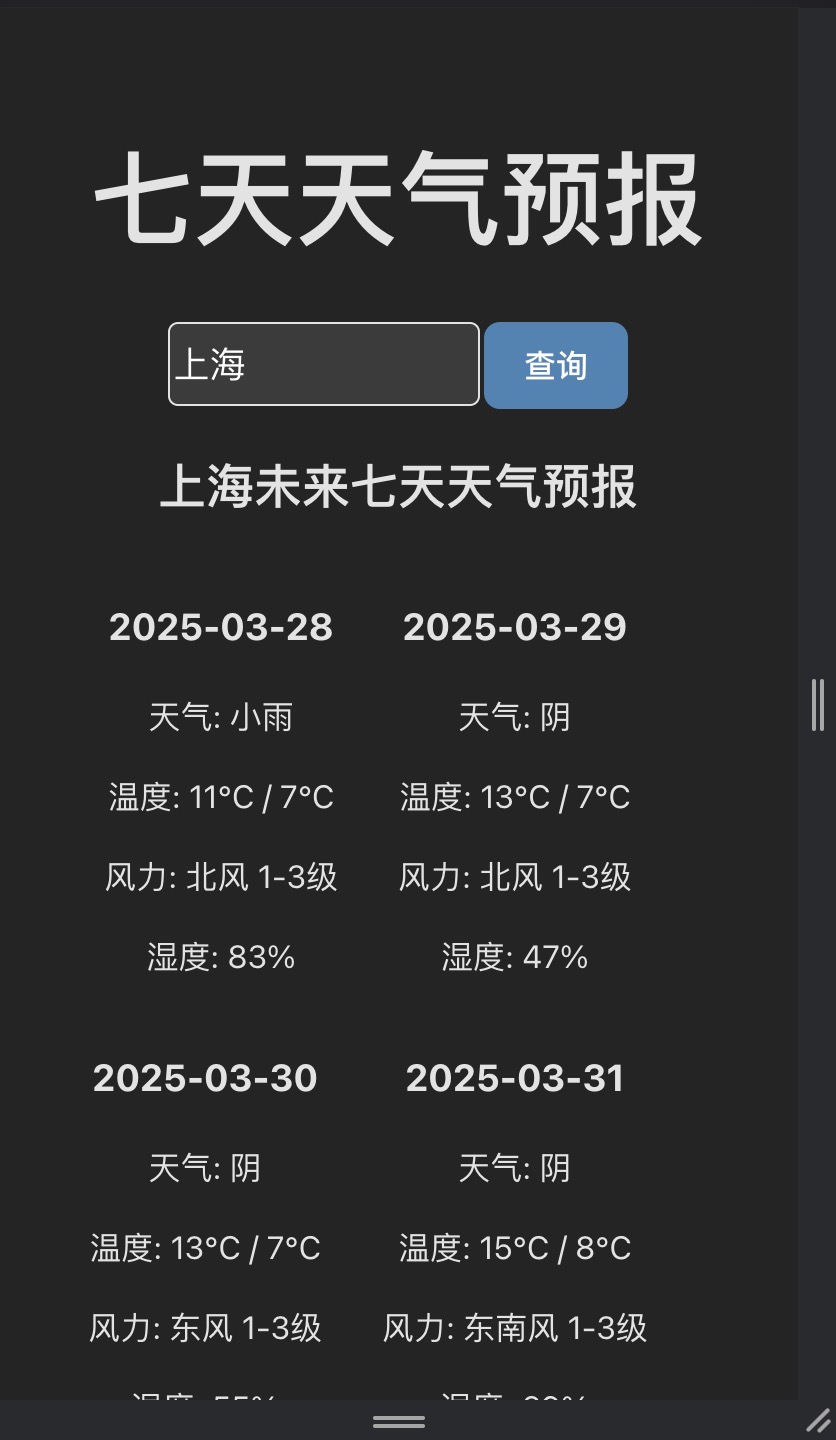 七天天气预报
上海
查询
上海未来七天天气预报
2025-03-28
天气: 小雨
温度: 11°C / 7°C
风力: 北风 1-3级
湿度: 83%
2025-03-29
天气: 阴
温度: 13°C / 7°C
风力: 北风 1-3级
湿度: 47%
2025-03-30
天气: 阴
温度: 13°C / 7°C
风力: 东风 1-3级
2025-03-31
天气: 阴
温度: 15°C / 8°C
风力: 东南风 1-3级